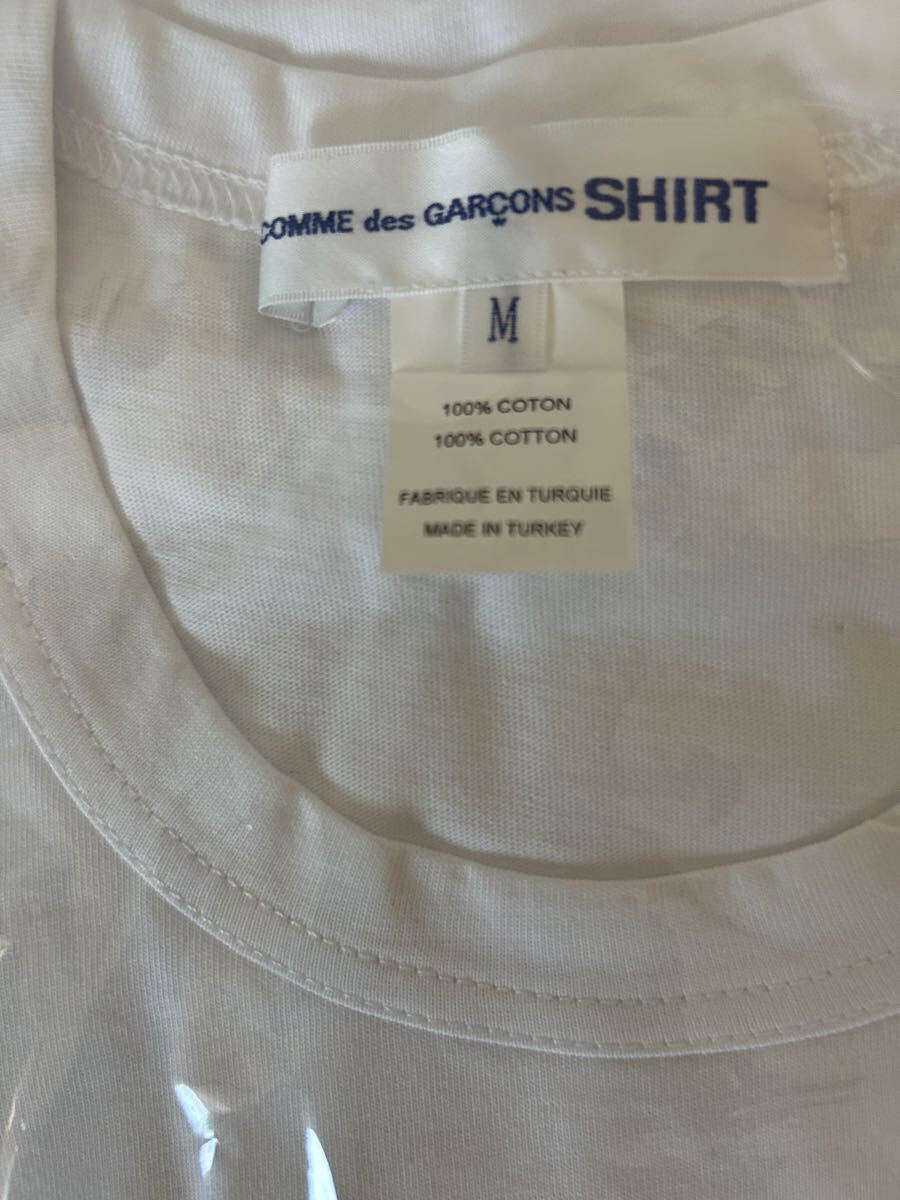 COMME des GARÇONS SHIRT
M
100% COTON
100% COTTON
FABRIQUE EN TURQUIE
MADE IN TURKEY